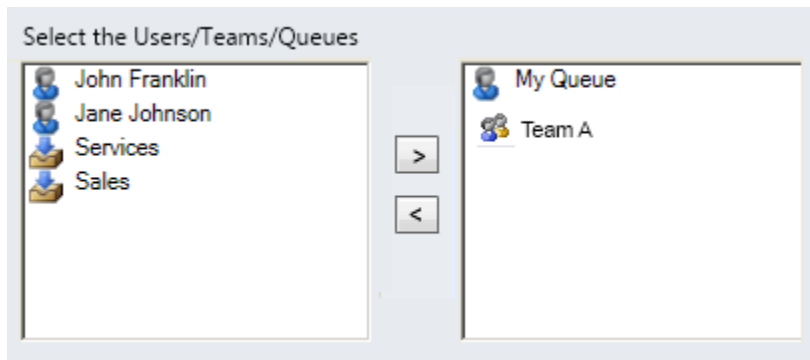 Select the Users/Teams/Queues
John Franklin
Jane Johnson
Services
Sales
>
<
My Queue
Team A